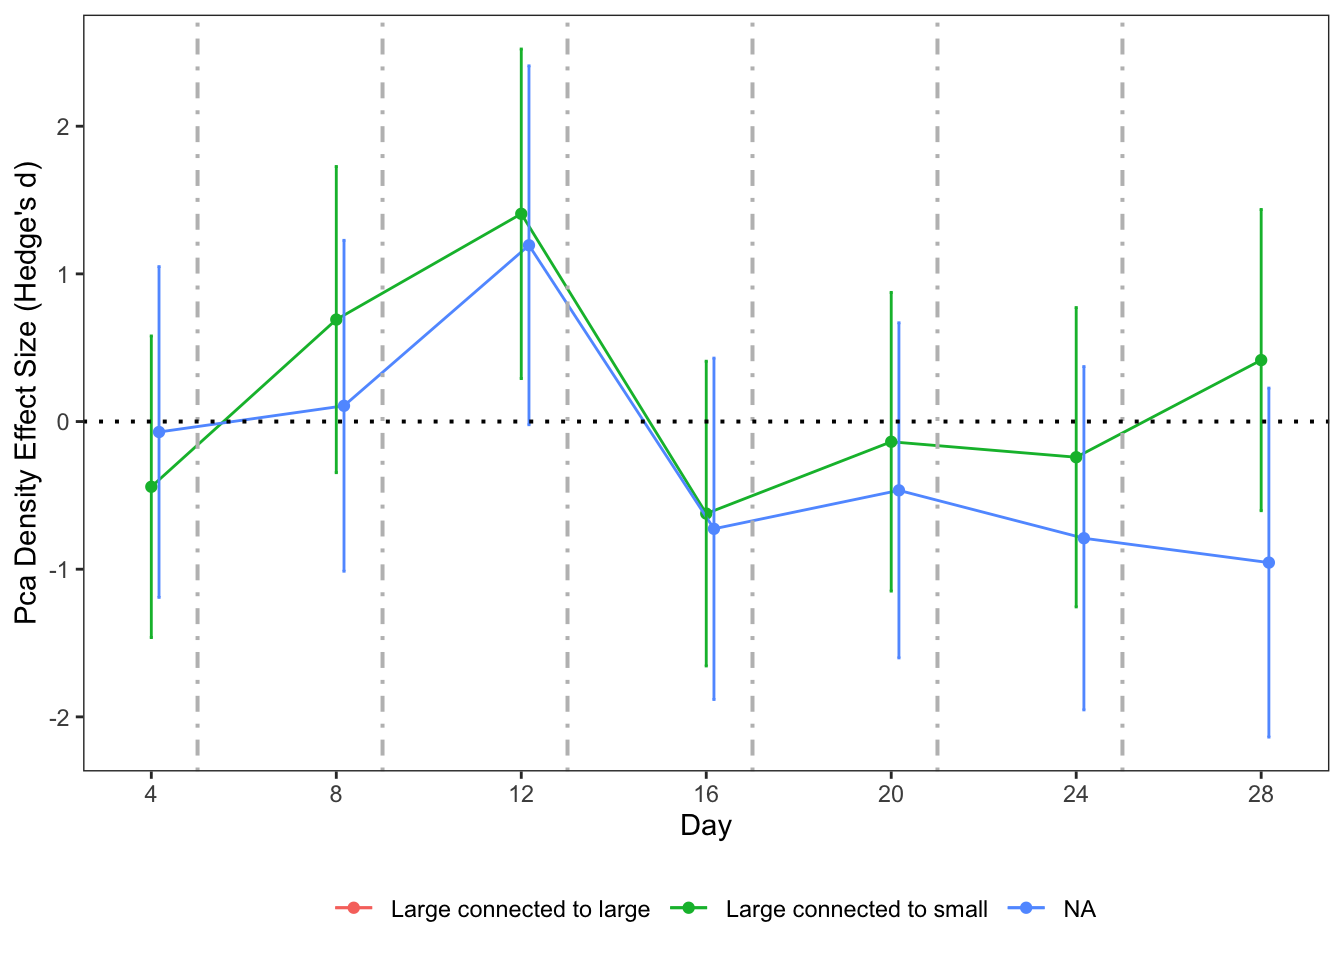 Pca Density Effect Size (Hedge's d)
2
1
0
-1
-2
4 8 12 16 20 24 28
Day
Large connected to large Large connected to small NA